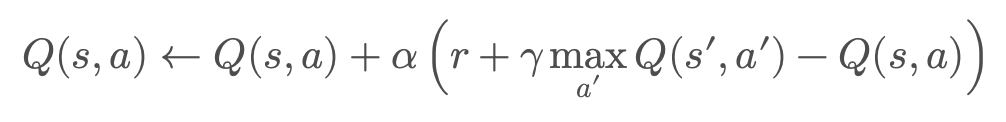 Q(s, a) ← Q(s, a) + α (r + γ max_{a′} Q(s′, a′) − Q(s, a))